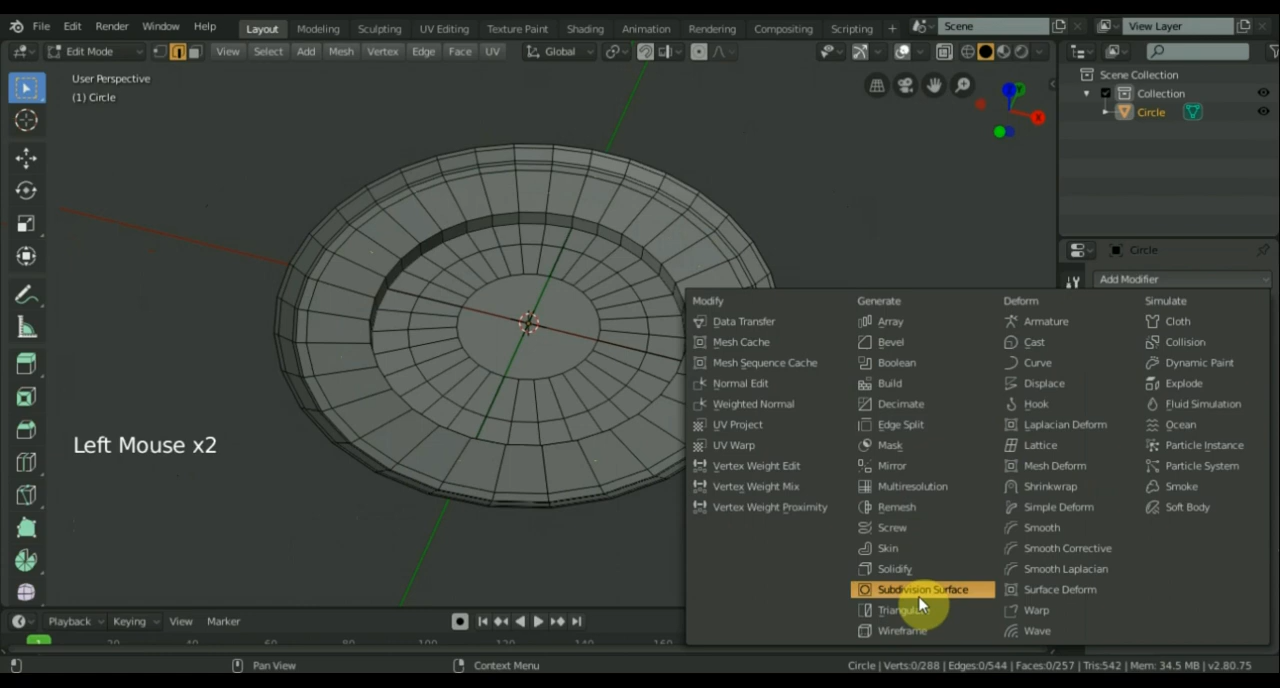 File Edit Render Window Help Layout Modeling Sculpting UV Editing Texture Paint Shading Animation Rendering Compositing Scripting + Scene View Layer
Edit Mode View Select Add Mesh Vertex Edge Face UV Global
User Perspective
(1) Circle
Scene Collection
Collection
Circle
X
Circle
Add Modifier
Modify Generate Deform Simulate
Data Transfer Array Armature Cloth
Mesh Cache Bevel Cast Collision
Mesh Sequence Cache Boolean Curve Dynamic Paint
Normal Edit Build Displace Explode
Weighted Normal Decimate Hook Fluid Simulation
UV Project Edge Split Laplacian Deform Ocean
UV Warp Mask Lattice Particle Instance
Vertex Weight Edit Mirror Mesh Deform Particle System
Vertex Weight Mix Multiresolution Shrinkwrap Smoke
Vertex Weight Proximity Remesh Simple Deform Soft Body
Screw Smooth
Skin Smooth Corrective
Solidify Smooth Laplacian
Subdivision Surface Surface Deform
Warp
Wireframe Wave
Left Mouse x2
Playback Keying View Marker
1
Pan View Context Menu Circle | Verts:0/288 | Edges:0/544 | Faces:0/257 | Tris:542 | Mem: 34.5 MB | v2.80.75